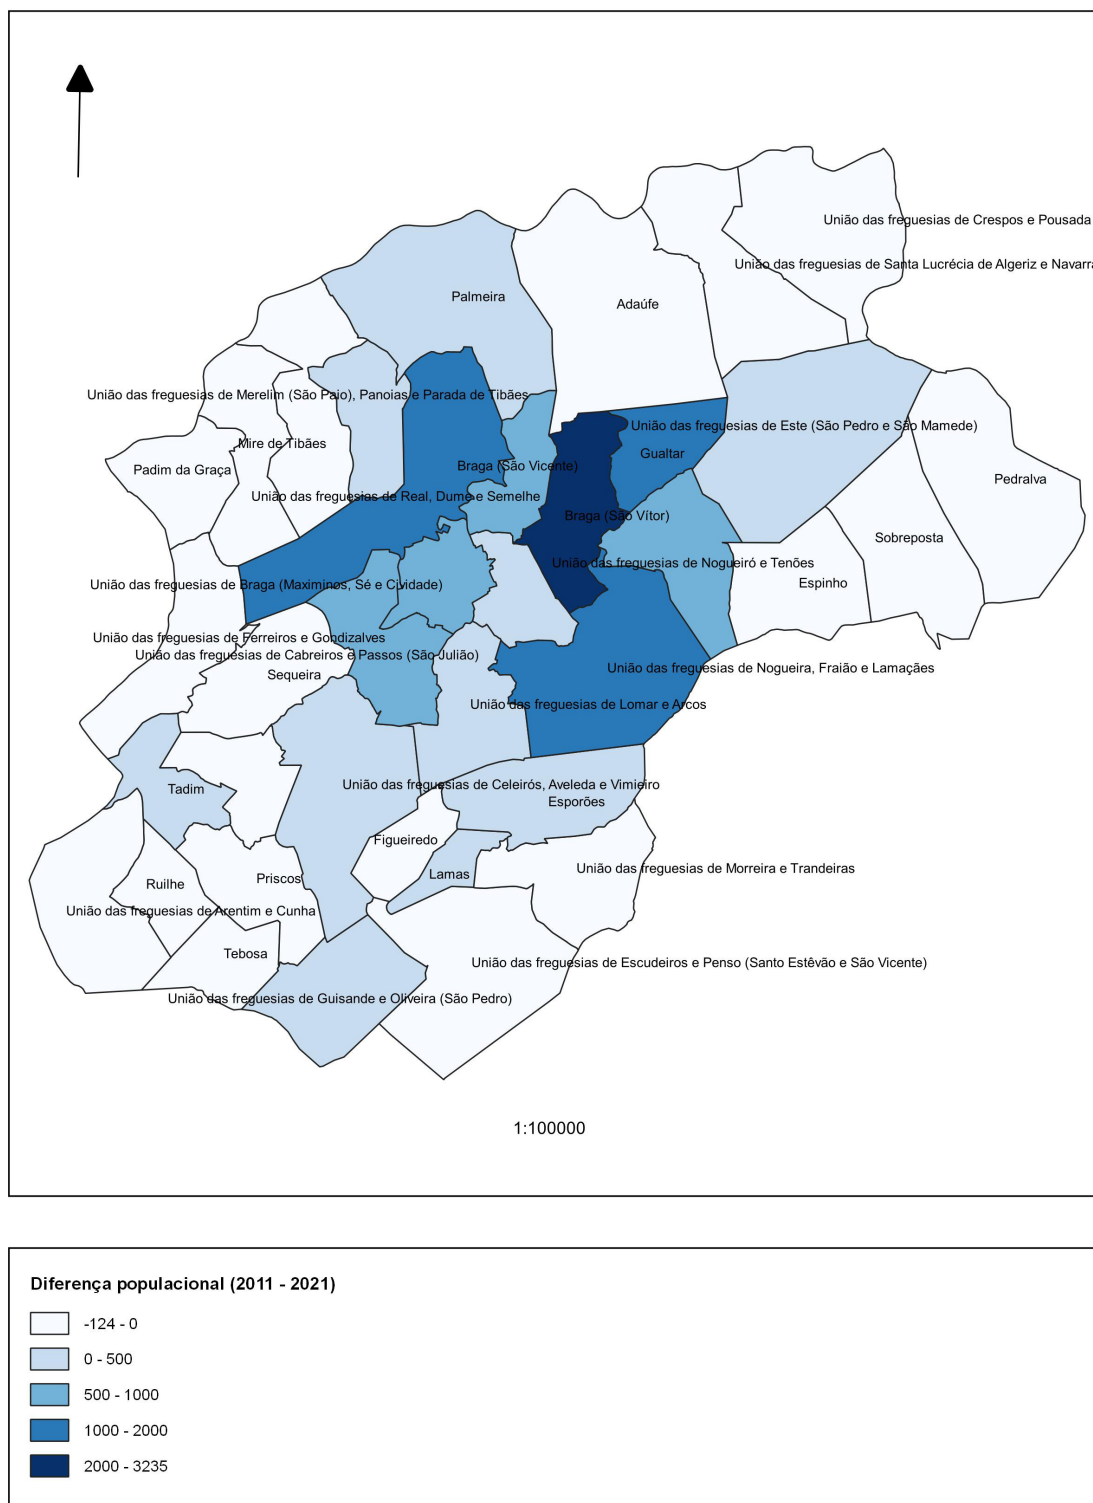 União das freguesias de Crespos e Pousada
União das freguesias de Santa Lucrécia de Algeriz e Navarra
Palmeira
Adaúfe
União das freguesias de Merelim (São Paio), Panoias e Parada de Tibães
União das freguesias de Este (São Pedro e São Mamede)
Mire de Tibães
Gualtar
Padim da Graça
Braga (São Vicente)
Pedralva
União das freguesias de Real, Dume e Semelhe
Braga (São Vítor)
Sobreposta
União das freguesias de Nogueiró e Tenões
Espinho
União das freguesias de Braga (Maximinos, Sé e Cividade)
União das freguesias de Ferreiros e Gondizalves
União das freguesias de Cabreiros e Passos (São Julião)
União das freguesias de Nogueira, Fraião e Lamaçães
Sequeira
União das freguesias de Lomar e Arcos
União das freguesias de Celeirós, Aveleda e Vimieiro
Tadim
Esporões
Figueiredo
União das freguesias de Morreira e Trandeiras
Lamas
Priscos
Ruilhe
União das freguesias de Arentim e Cunha
Tebosa
União das freguesias de Escudeiros e Penso (Santo Estêvão e São Vicente)
União das freguesias de Guisande e Oliveira (São Pedro)
1:100000
Diferença populacional (2011 - 2021)
-124 - 0
0 - 500
500 - 1000
1000 - 2000
2000 - 3235